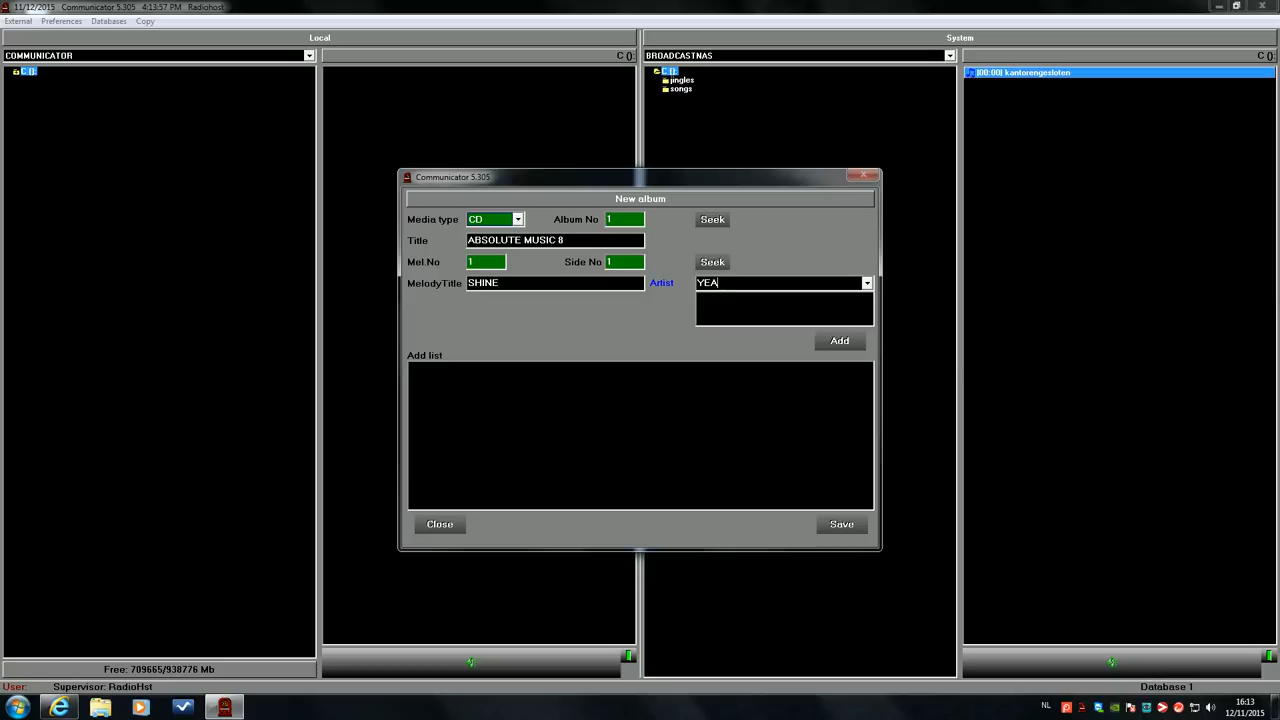 11/12/2015 Communicator 5.305 4:13:57 PM Radiohost
External Preferences Databases Copy
Local
System
COMMUNICATOR
C ():
BROADCASTNAS
C ():
C ():
C ():
jingles
songs
[00:00] kantorengesloten
Communicator 5.305
New album
Media type CD Album No 1 Seek
Title ABSOLUTE MUSIC 8
Mel.No 1 Side No 1 Seek
MelodyTitle SHINE Artist YEA
Add
Add list
Close Save
Free: 709665/938776 Mb
User: Supervisor: RadioHst Database 1
NL
16:13
12/11/2015